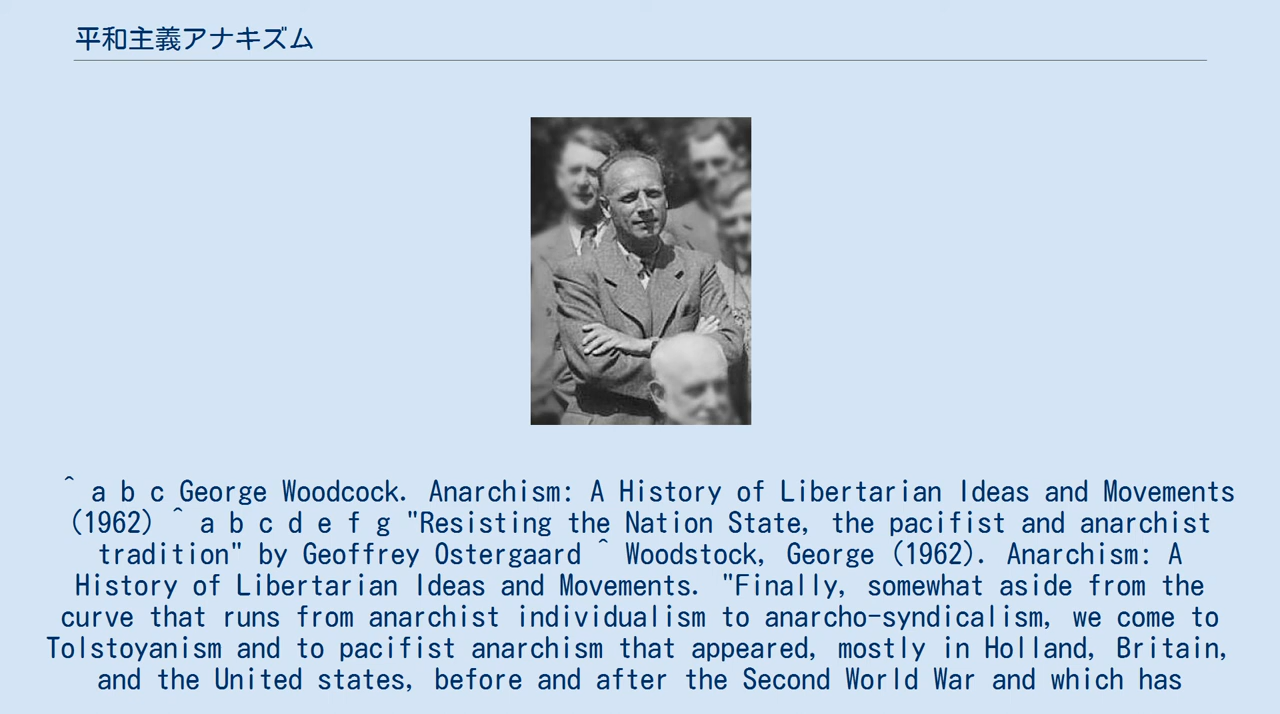 平和主義アナキズム
^ a b c George Woodcock. Anarchism: A History of Libertarian Ideas and Movements
(1962) ^ a b c d e f g "Resisting the Nation State, the pacifist and anarchist
tradition" by Geoffrey Ostergaard ^ Woodstock, George (1962). Anarchism: A
History of Libertarian Ideas and Movements. "Finally, somewhat aside from the
curve that runs from anarchist individualism to anarcho-syndicalism, we come to
Tolstoyanism and to pacifist anarchism that appeared, mostly in Holland, Britain,
and the United states, before and after the Second World War and which has